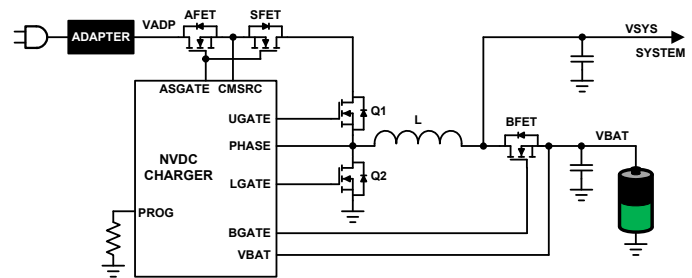 AFET
SFET
VSYS
VADP
ADAPTER
SYSTEM
ASGATE
CMSRC
UGATE
Q1
L
BFET
NVDC
CHARGER
PHASE
VBAT
LGATE
Q2
PROG
BGATE
VBAT